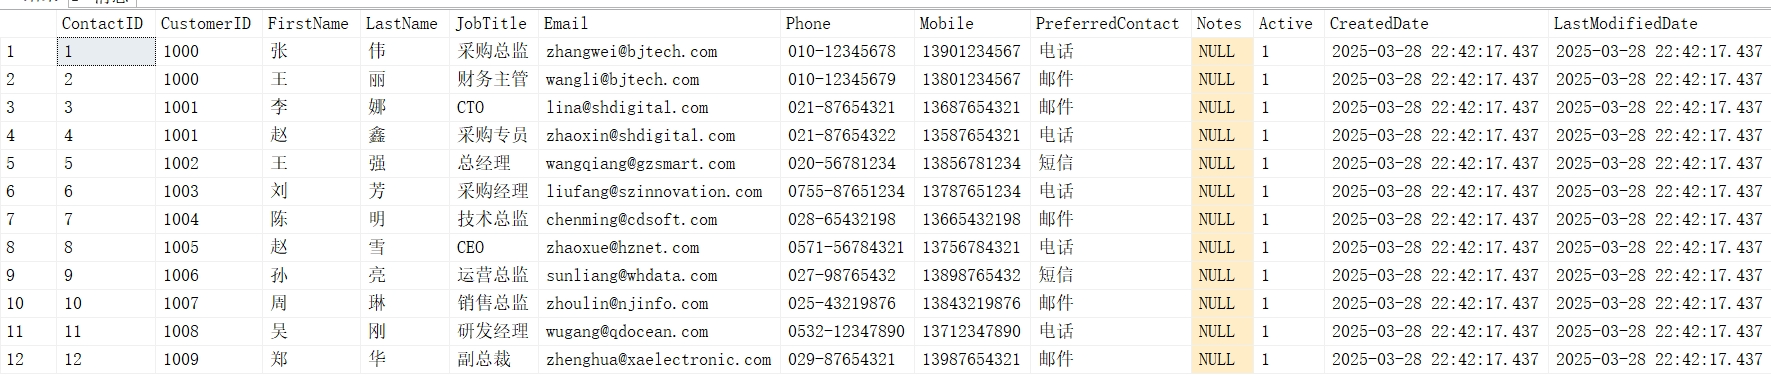 ContactID CustomerID FirstName LastName JobTitle Email Phone Mobile PreferredContact Notes Active CreatedDate LastModifiedDate
1 1 1000 张 伟 采购总监 zhangwei@bjtech.com 010-12345678 13901234567 电话 NULL 1 2025-03-28 22:42:17.437 2025-03-28 22:42:17.437
2 2 1000 王 丽 财务主管 wangli@bjtech.com 010-12345679 13801234567 邮件 NULL 1 2025-03-28 22:42:17.437 2025-03-28 22:42:17.437
3 3 1001 李 娜 CTO lina@shdigital.com 021-87654321 13687654321 邮件 NULL 1 2025-03-28 22:42:17.437 2025-03-28 22:42:17.437
4 4 1001 赵 鑫 采购专员 zhaoxin@shdigital.com 021-87654322 13587654321 电话 NULL 1 2025-03-28 22:42:17.437 2025-03-28 22:42:17.437
5 5 1002 王 强 总经理 wangqiang@gzsmart.com 020-56781234 13856781234 短信 NULL 1 2025-03-28 22:42:17.437 2025-03-28 22:42:17.437
6 6 1003 刘 芳 采购经理 liufang@szinnovation.com 0755-87651234 13787651234 电话 NULL 1 2025-03-28 22:42:17.437 2025-03-28 22:42:17.437
7 7 1004 陈 明 技术总监 chenming@cdsoft.com 028-65432198 13665432198 邮件 NULL 1 2025-03-28 22:42:17.437 2025-03-28 22:42:17.437
8 8 1005 赵 雪 CEO zhaoxue@hznet.com 0571-56784321 13756784321 电话 NULL 1 2025-03-28 22:42:17.437 2025-03-28 22:42:17.437
9 9 1006 孙 亮 运营总监 sunliang@whdata.com 027-98765432 13898765432 短信 NULL 1 2025-03-28 22:42:17.437 2025-03-28 22:42:17.437
10 10 1007 周 琳 销售总监 zhoulin@njinfo.com 025-43219876 13843219876 邮件 NULL 1 2025-03-28 22:42:17.437 2025-03-28 22:42:17.437
11 11 1008 吴 刚 研发经理 wugang@qdocean.com 0532-12347890 13712347890 电话 NULL 1 2025-03-28 22:42:17.437 2025-03-28 22:42:17.437
12 12 1009 郑 华 副总裁 zhenghua@xaelectronic.com 029-87654321 13987654321 邮件 NULL 1 2025-03-28 22:42:17.437 2025-03-28 22:42:17.437